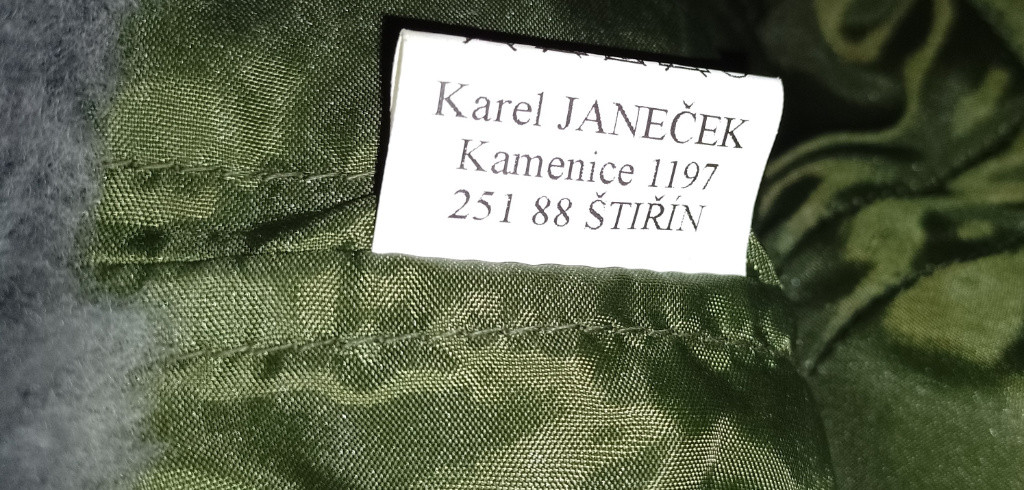 Karel JANEČEK
Kamenice 1197
251 88 ŠTIŘÍN